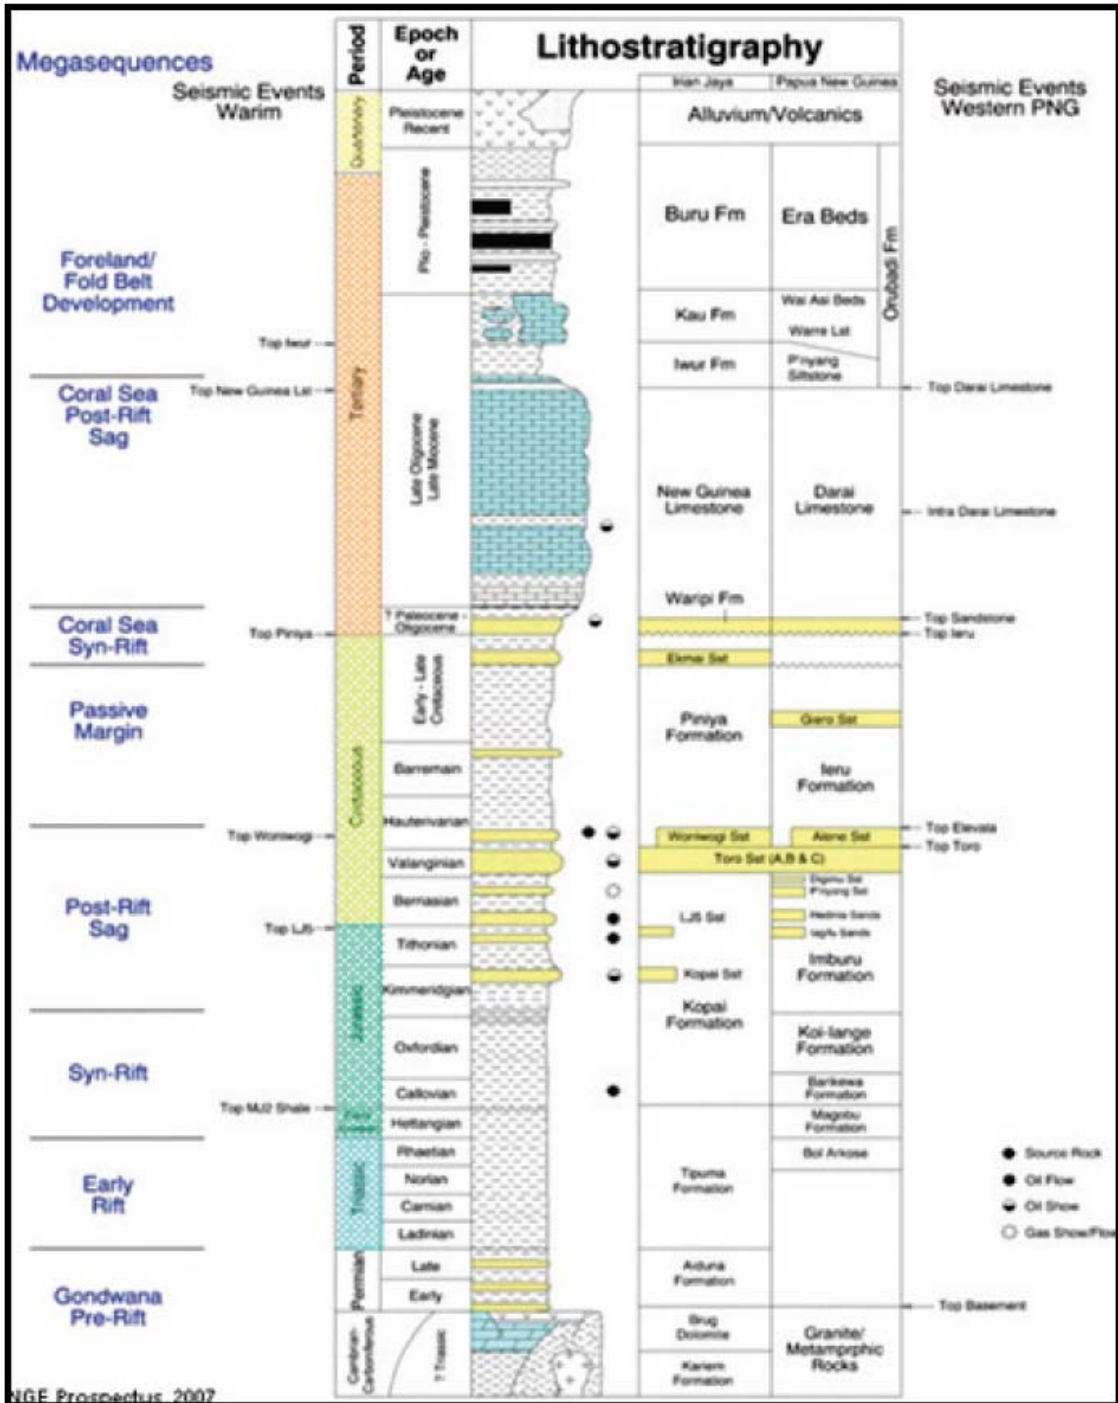 Megasequences
Seismic Events
Warim
Period
Epoch
or
Age
Lithostratigraphy
Irian Jaya
Papua New Guinea
Seismic Events
Western PNG
Quaternary
Pleistocene
Recent
Alluvium/Volcanics
Plio - Pleistocene
Buru Fm
Era Beds
Orubadi Fm
Foreland/
Fold Belt
Development
Kau Fm
Wai Asi Beds
Warre Lst
Top Iwur
Iwur Fm
P'nyang
Siltstone
Tertiary
Coral Sea
Post-Rift
Sag
Top New Guinea Lst
Top Darai Limestone
Late Oligocene
Late Miocene
New Guinea
Limestone
Darai
Limestone
Intra Darai Limestone
Waripi Fm
Coral Sea
Syn-Rift
? Paleocene -
Oligocene
Top Sandstone
Top Piniya
Top Ieru
Early - Late
Cretaceous
Ekmai Sst
Passive
Margin
Piniya
Formation
Giero Sst
Cretaceous
Barremain
Ieru
Formation
Hauterivarian
Top Woniwogi
Woniwogi Sst
Alene Sst
Top Elevala
Top Toro
Valanginian
Toro Sst (A,B & C)
Digimu Sst
P'nyang Sst
Post-Rift
Sag
Berriasian
LJ5 Sst
Hedinia Sands
Iagifu Sands
Top LJ5
Tithonian
Imburu
Formation
Kopai Sst
Kimmeridgian
Jurassic
Kopai
Formation
Koi-Iange
Formation
Syn-Rift
Oxfordian
Callovian
Barikewa
Formation
Top MJ2 Shale
Hettangian
Magobu
Formation
Early
Rift
Triassic
Rhaetian
Bol Arkose
Norian
Tipuma
Formation
Carnian
Ladinian
Source Rock
Oil Flow
Oil Show
Gas Show/Flow
Gondwana
Pre-Rift
Permian
Late
Early
Aiduna
Formation
Top Basement
Cambrian-
Carboniferous
? Triassic
Brug
Dolomite
Granite/
Metamprphic
Rocks
Kariem
Formation
NGE Prospectus, 2007